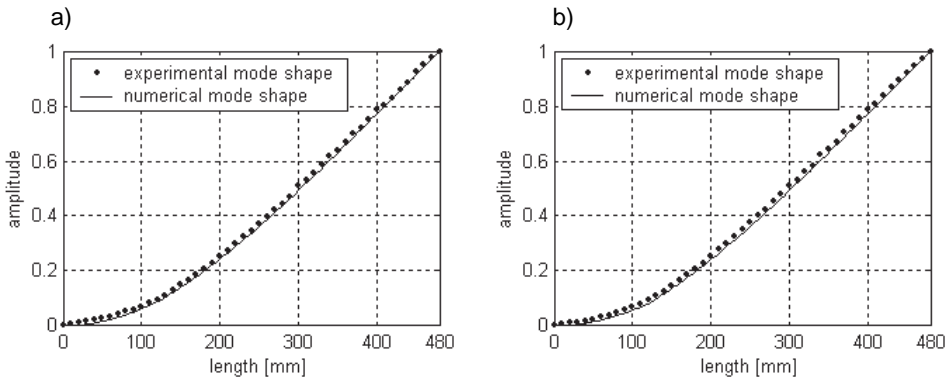 a)
1
0.8
0.6
0.4
0.2
0
amplitude
experimental mode shape
numerical mode shape
0 100 200 300 400 480
length [mm]
b)
1
0.8
0.6
0.4
0.2
0
amplitude
experimental mode shape
numerical mode shape
0 100 200 300 400 480
length [mm]